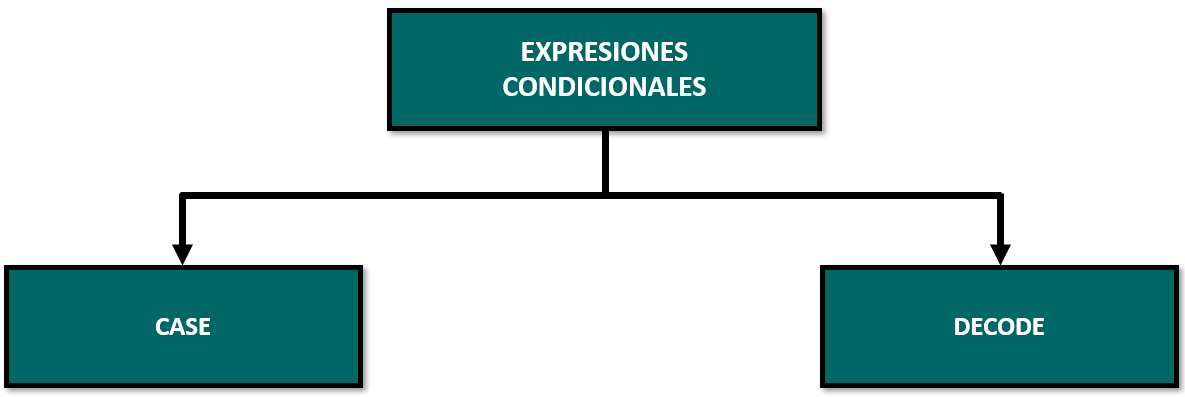 EXPRESIONES
CONDICIONALES
CASE
DECODE